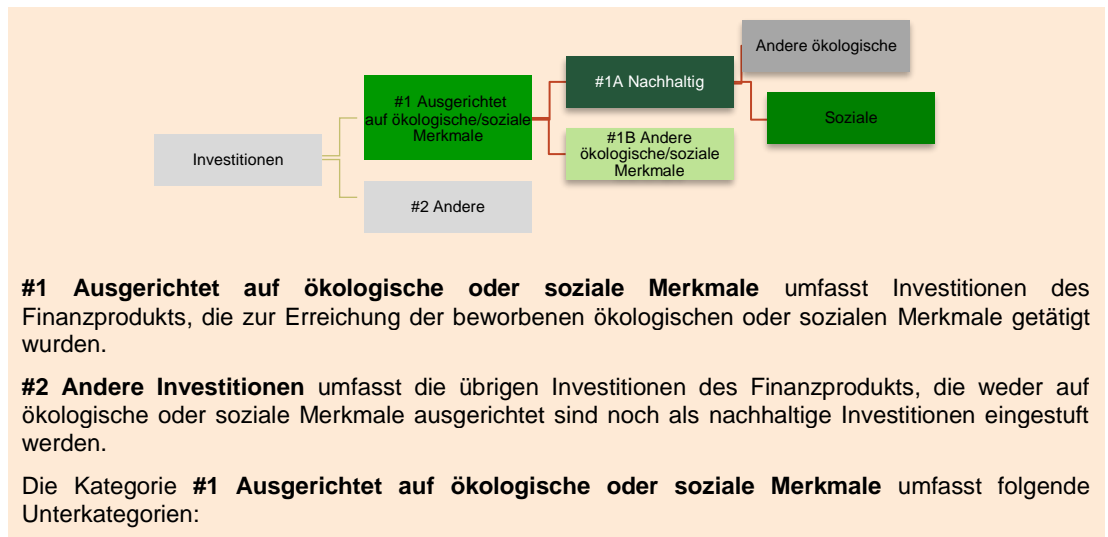 Andere ökologische
#1A Nachhaltig
#1 Ausgerichtet
auf ökologische/soziale
Merkmale
Soziale
#1B Andere
ökologische/soziale
Merkmale
Investitionen
#2 Andere
#1 Ausgerichtet auf ökologische oder soziale Merkmale umfasst Investitionen des
Finanzprodukts, die zur Erreichung der beworbenen ökologischen oder sozialen Merkmale getätigt
wurden.
#2 Andere Investitionen umfasst die übrigen Investitionen des Finanzprodukts, die weder auf
ökologische oder soziale Merkmale ausgerichtet sind noch als nachhaltige Investitionen eingestuft
werden.
Die Kategorie #1 Ausgerichtet auf ökologische oder soziale Merkmale umfasst folgende
Unterkategorien: